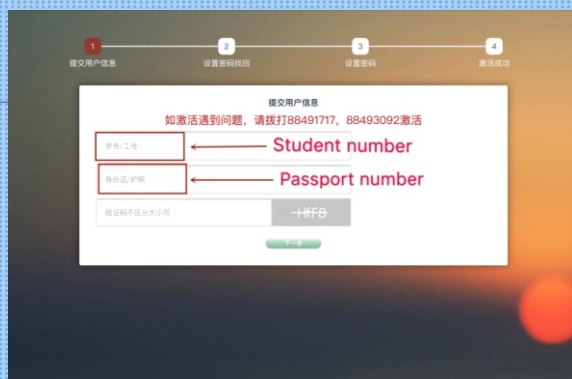 1 2 3 4
提交用户信息 设置密码找回 设置密码 激活成功
提交用户信息
如激活遇到问题，请拨打88491717，88493092激活
学号/工号 Student number
身份证/护照 Passport number
验证码不区分大小写 HfF8
下一步